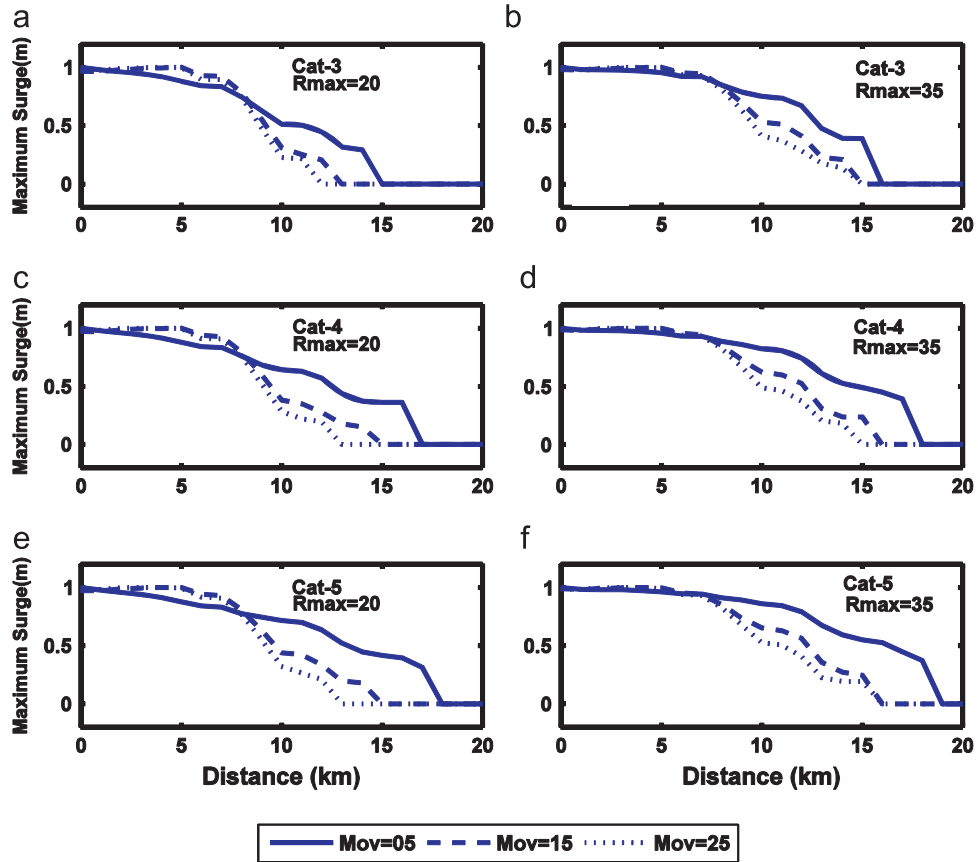 a
b
Maximum Surge(m)
1
0.5
0
Cat-3
Rmax=20
0 5 10 15 20
1
0.5
0
Cat-3
Rmax=35
0 5 10 15 20
c
d
Maximum Surge(m)
1
0.5
0
Cat-4
Rmax=20
0 5 10 15 20
1
0.5
0
Cat-4
Rmax=35
0 5 10 15 20
e
f
Maximum Surge(m)
1
0.5
0
Cat-5
Rmax=20
0 5 10 15 20
Distance (km)
1
0.5
0
Cat-5
Rmax=35
0 5 10 15 20
Distance (km)
Mov=05 Mov=15 Mov=25